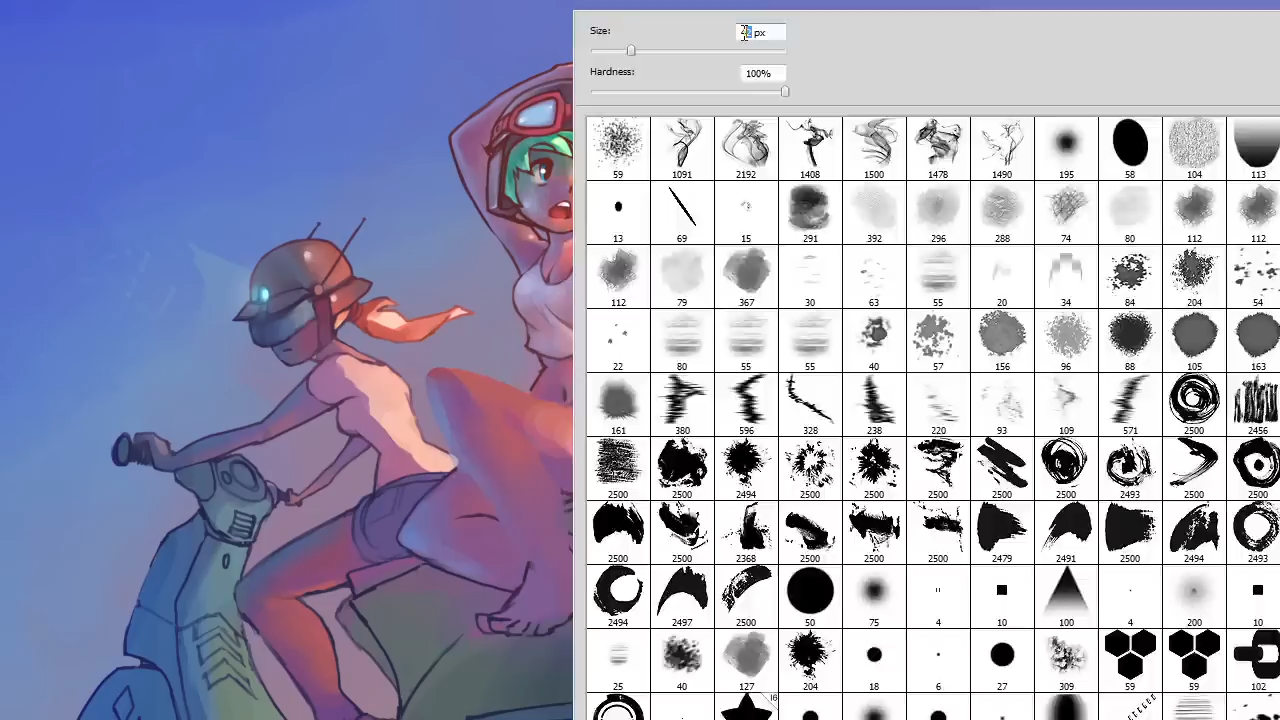 Size:
px
Hardness:
100%
59 1091 2192 1408 1500 1478 1490 195 58 104 113
13 69 15 291 392 296 288 74 80 112 112
112 79 367 30 63 55 20 34 84 204 54
22 80 55 55 40 57 156 96 88 105 163
161 380 596 328 238 220 93 109 571 2500 2456
2500 2500 2494 2500 2500 2500 2500 2500 2493 2500 2500
2500 2500 2368 2500 2500 2500 2479 2491 2500 2494 2493
2494 2497 2500 50 75 4 10 100 4 200 10
25 40 127 204 18 6 27 309 59 59 102